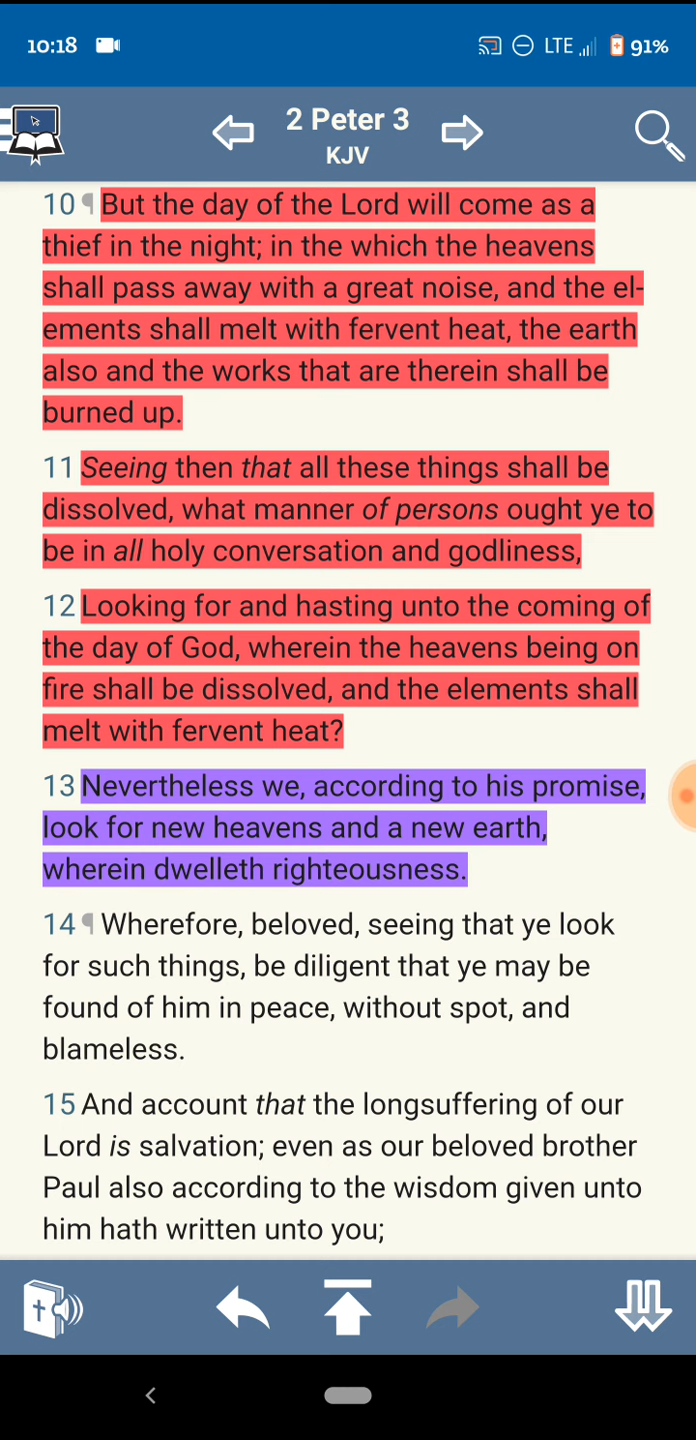 10:18 LTE 91%
2 Peter 3
KJV
10 ¶ But the day of the Lord will come as a
thief in the night; in the which the heavens
shall pass away with a great noise, and the el-
ements shall melt with fervent heat, the earth
also and the works that are therein shall be
burned up.
11 Seeing then that all these things shall be
dissolved, what manner of persons ought ye to
be in all holy conversation and godliness,
12 Looking for and hasting unto the coming of
the day of God, wherein the heavens being on
fire shall be dissolved, and the elements shall
melt with fervent heat?
13 Nevertheless we, according to his promise,
look for new heavens and a new earth,
wherein dwelleth righteousness.
14 ¶ Wherefore, beloved, seeing that ye look
for such things, be diligent that ye may be
found of him in peace, without spot, and
blameless.
15 And account that the longsuffering of our
Lord is salvation; even as our beloved brother
Paul also according to the wisdom given unto
him hath written unto you;